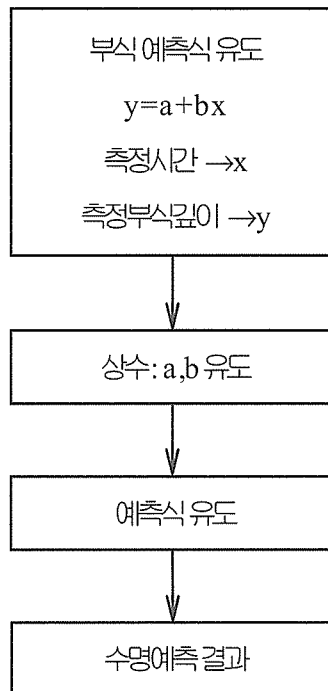 부식 예측식 유도
y=a+bx
측정시간 →x
측정부식깊이 →y
상수: a,b 유도
예측식 유도
수명예측 결과